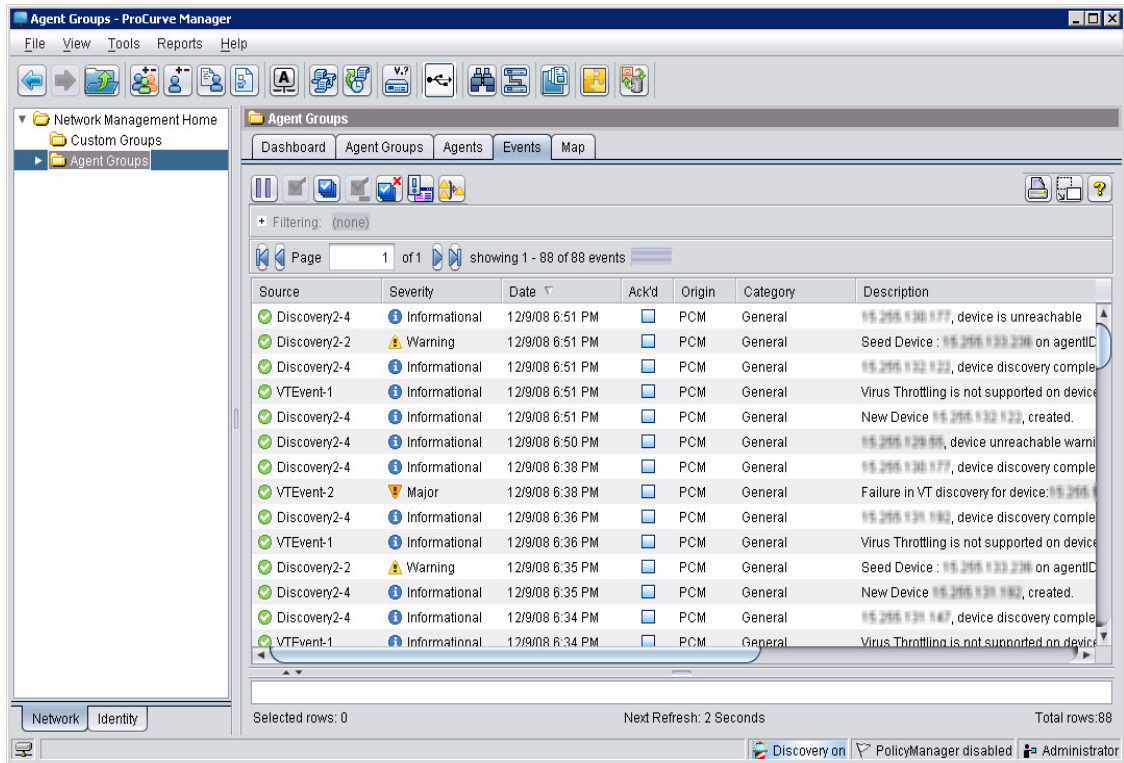 Agent Groups - ProCurve Manager
File View Tools Reports Help
A
V.?
Network Management Home
Custom Groups
Agent Groups
Agent Groups
Dashboard Agent Groups Agents Events Map
?
+ Filtering: (none)
Page 1 of 1 showing 1 - 88 of 88 events
Source Severity Date Ack'd Origin Category Description
Discovery2-4 Informational 12/9/08 6:51 PM PCM General , device is unreachable
Discovery2-2 Warning 12/9/08 6:51 PM PCM General Seed Device : on agentID
Discovery2-4 Informational 12/9/08 6:51 PM PCM General , device discovery comple
VTEvent-1 Informational 12/9/08 6:51 PM PCM General Virus Throttling is not supported on device
Discovery2-4 Informational 12/9/08 6:51 PM PCM General New Device , created.
Discovery2-4 Informational 12/9/08 6:50 PM PCM General , device unreachable warni
Discovery2-4 Informational 12/9/08 6:38 PM PCM General , device discovery comple
VTEvent-2 Major 12/9/08 6:38 PM PCM General Failure in VT discovery for device:
Discovery2-4 Informational 12/9/08 6:36 PM PCM General , device discovery comple
VTEvent-1 Informational 12/9/08 6:36 PM PCM General Virus Throttling is not supported on device
Discovery2-2 Warning 12/9/08 6:35 PM PCM General Seed Device : on agentID
Discovery2-4 Informational 12/9/08 6:35 PM PCM General New Device , created.
Discovery2-4 Informational 12/9/08 6:34 PM PCM General , device discovery comple
VTEvent-1 Informational 12/9/08 6:34 PM PCM General Virus Throttling is not supported on device
Network Identity
Selected rows: 0 Next Refresh: 2 Seconds Total rows:88
Discovery on PolicyManager disabled Administrator